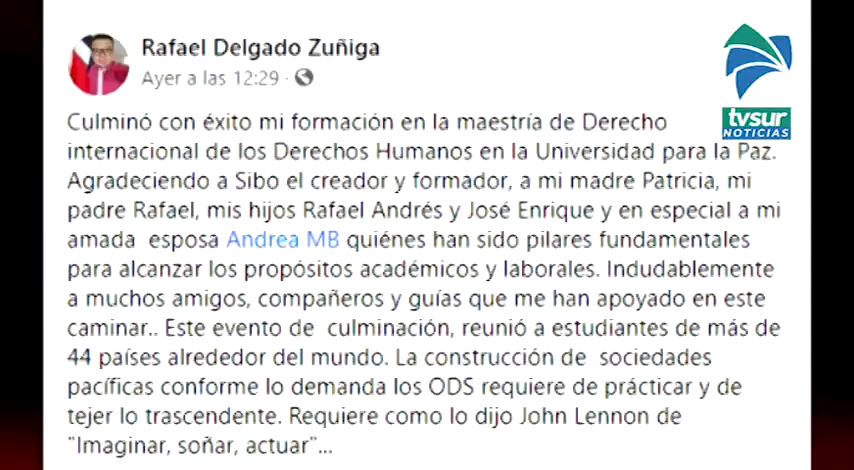 Rafael Delgado Zuñiga
Ayer a las 12:29 ·
tvsur
NOTICIAS
Culminó con éxito mi formación en la maestría de Derecho
internacional de los Derechos Humanos en la Universidad para la Paz.
Agradeciendo a Sibo el creador y formador, a mi madre Patricia, mi
padre Rafael, mis hijos Rafael Andrés y José Enrique y en especial a mi
amada esposa Andrea MB quiénes han sido pilares fundamentales
para alcanzar los propósitos académicos y laborales. Indudablemente
a muchos amigos, compañeros y guías que me han apoyado en este
caminar.. Este evento de culminación, reunió a estudiantes de más de
44 países alrededor del mundo. La construcción de sociedades
pacíficas conforme lo demanda los ODS requiere de prácticar y de
tejer lo trascendente. Requiere como lo dijo John Lennon de
"Imaginar, soñar, actuar"...